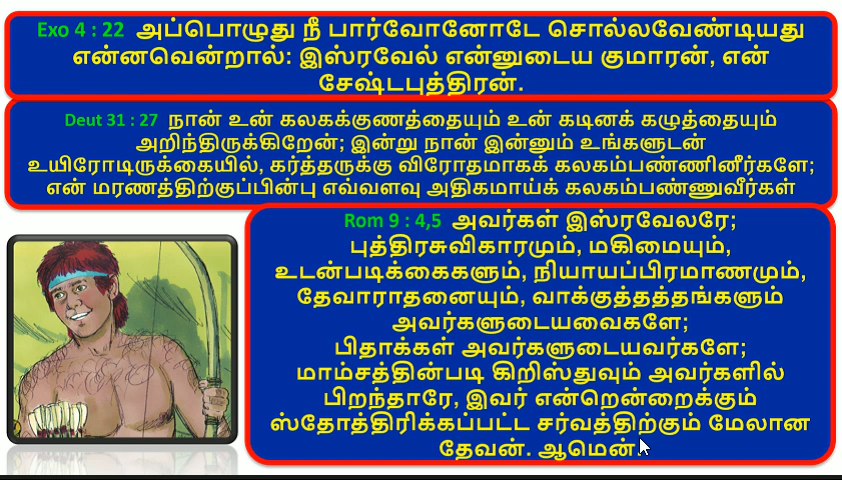 Exo 4 : 22 அப்பொழுது நீ பார்வோனோடே சொல்லவேண்டியது
என்னவென்றால்: இஸ்ரவேல் என்னுடைய குமாரன், என்
சேஷ்டபுத்திரன்.
Deut 31 : 27 நான் உன் கலகக்குணத்தையும் உன் கடினக் கழுத்தையும்
அறிந்திருக்கிறேன்; இன்று நான் இன்னும் உங்களுடன்
உயிரோடிருக்கையில், கர்த்தருக்கு விரோதமாகக் கலகம்பண்ணினீர்களே;
என் மரணத்திற்குப்பின்பு எவ்வளவு அதிகமாய்க் கலகம்பண்ணுவீர்கள்
Rom 9 : 4,5 அவர்கள் இஸ்ரவேலரே;
புத்திரசுவிகாரமும், மகிமையும்,
உடன்படிக்கைகளும், நியாயப்பிரமாணமும்,
தேவாராதனையும், வாக்குத்தத்தங்களும்
அவர்களுடையவைகளே;
பிதாக்கள் அவர்களுடையவர்களே;
மாம்சத்தின்படி கிறிஸ்துவும் அவர்களில்
பிறந்தாரே, இவர் என்றென்றைக்கும்
ஸ்தோத்திரிக்கப்பட்ட சர்வத்திற்கும் மேலான
தேவன். ஆமென்.